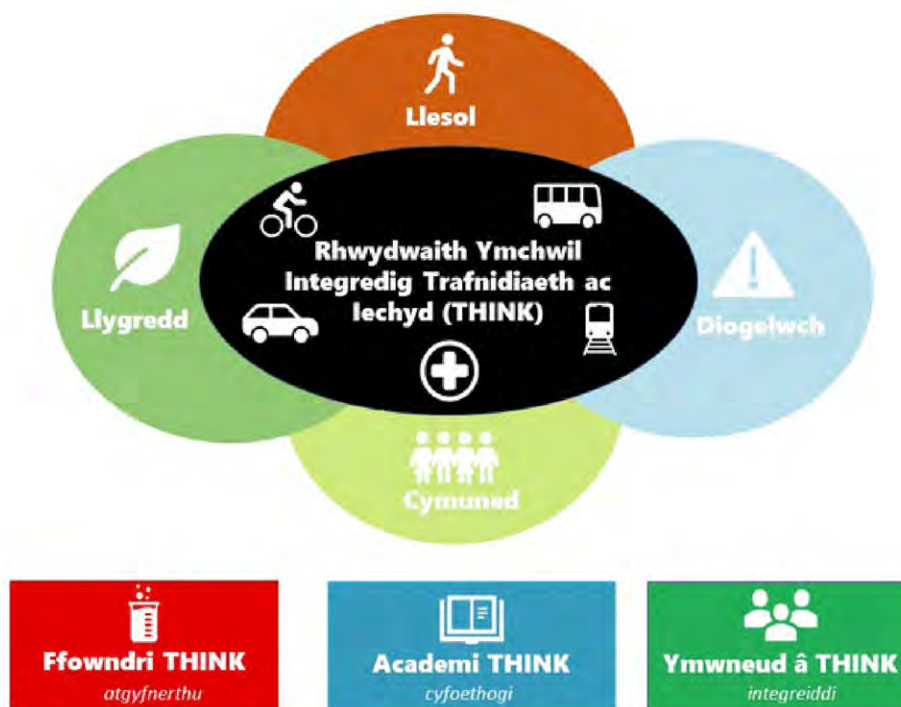 Llesol
Rhwydwaith Ymchwil
Integredig Trafnidiaeth ac
Iechyd (THINK)
Llygredd
Diogelwch
Cymuned
Ffowndri THINK
atgyfnerthu
Academi THINK
cyfoethogi
Ymwneud â THINK
integreiddi